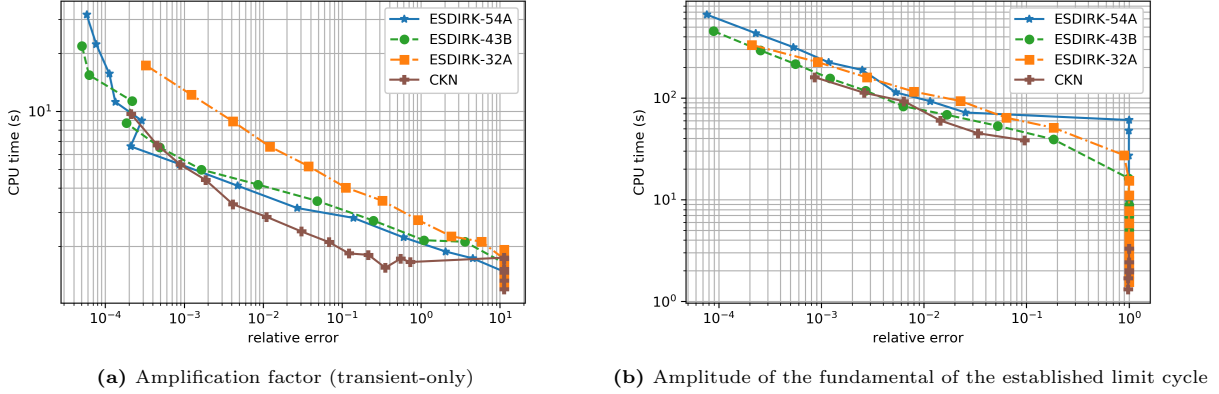 ESDIRK-54A
ESDIRK-43B
ESDIRK-32A
CKN
CPU time (s)
10¹
10⁻⁴ 10⁻³ 10⁻² 10⁻¹ 10⁰ 10¹
relative error
(a) Amplification factor (transient-only)
ESDIRK-54A
ESDIRK-43B
ESDIRK-32A
CKN
CPU time (s)
10²
10¹
10⁰
10⁻⁴ 10⁻³ 10⁻² 10⁻¹ 10⁰
relative error
(b) Amplitude of the fundamental of the established limit cycle